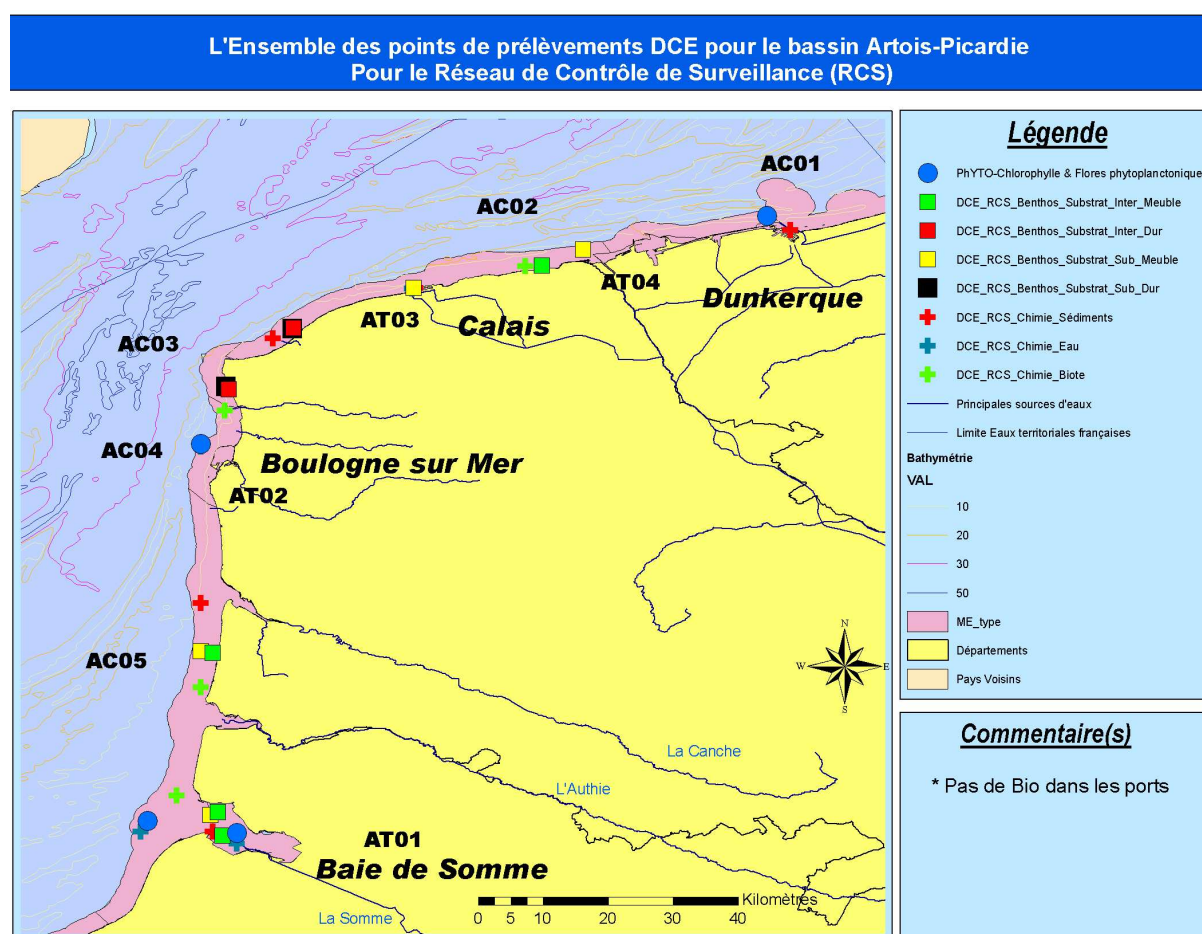 L'Ensemble des points de prélèvements DCE pour le bassin Artois-Picardie
Pour le Réseau de Contrôle de Surveillance (RCS)
AC01
AC02
AT04
Dunkerque
AT03
Calais
AC03
AC04
Boulogne sur Mer
AT02
AC05
N
W
E
S
La Canche
L'Authie
AT01
Baie de Somme
La Somme
Kilomètres
0 5 10 20 30 40
Légende
PhYTO-Chlorophylle & Flores phytoplanctonique
DCE_RCS_Benthos_Substrat_Inter_Meuble
DCE_RCS_Benthos_Substrat_Inter_Dur
DCE_RCS_Benthos_Substrat_Sub_Meuble
DCE_RCS_Benthos_Substrat_Sub_Dur
DCE_RCS_Chimie_Sédiments
DCE_RCS_Chimie_Eau
DCE_RCS_Chimie_Biote
Principales sources d'eaux
Limite Eaux territoriales françaises
Bathymétrie
VAL
10
20
30
50
ME_type
Départements
Pays Voisins
Commentaire(s)
* Pas de Bio dans les ports